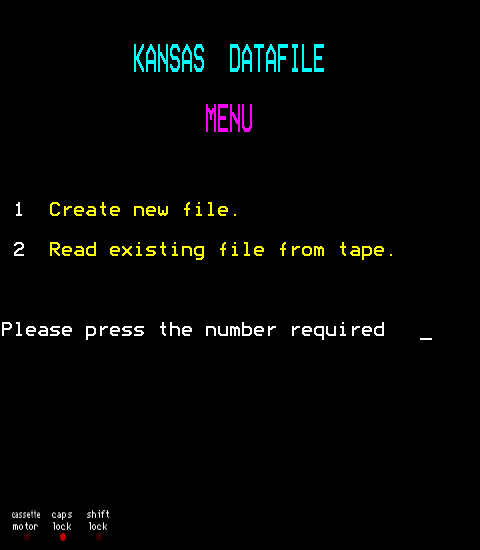 KANSAS DATAFILE
MENU
1 Create new file.
2 Read existing file from tape.
Please press the number required _
cassette motor
caps lock
shift lock